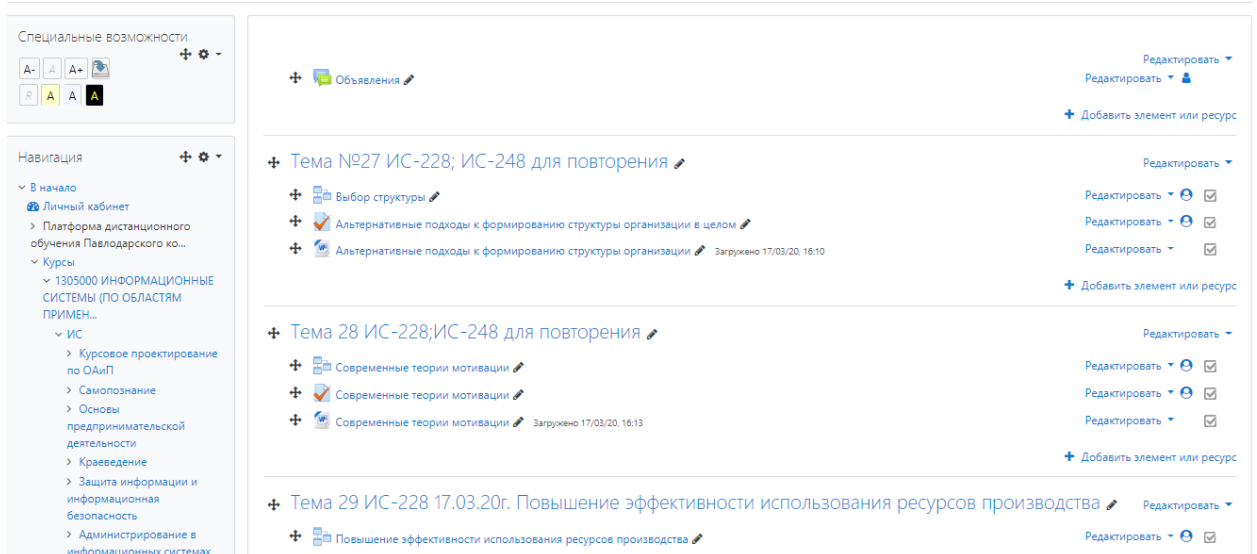 Специальные возможности
A- A A+
R A A A
Навигация
В начало
Личный кабинет
Платформа дистанционного
обучения Павлодарского ко...
Курсы
1305000 ИНФОРМАЦИОННЫЕ
СИСТЕМЫ (ПО ОБЛАСТЯМ
ПРИМЕН...
ИС
Курсовое проектирование
по ОАиП
Самопознание
Основы
предпринимательской
деятельности
Краеведение
Защита информации и
информационная
безопасность
Администрирование в
информационных системах
Редактировать
Объявления Редактировать
Добавить элемент или ресурс
Тема №27 ИС-228; ИС-248 для повторения Редактировать
Выбор структуры Редактировать
Альтернативные подходы к формированию структуры организации в целом Редактировать
Альтернативные подходы к формированию структуры организации Загружено 17/03/20, 16:10 Редактировать
Добавить элемент или ресурс
Тема 28 ИС-228;ИС-248 для повторения Редактировать
Современные теории мотивации Редактировать
Современные теории мотивации Редактировать
Современные теории мотивации Загружено 17/03/20, 16:13 Редактировать
Добавить элемент или ресурс
Тема 29 ИС-228 17.03.20г. Повышение эффективности использования ресурсов производства Редактировать
Повышение эффективности использования ресурсов производства Редактировать